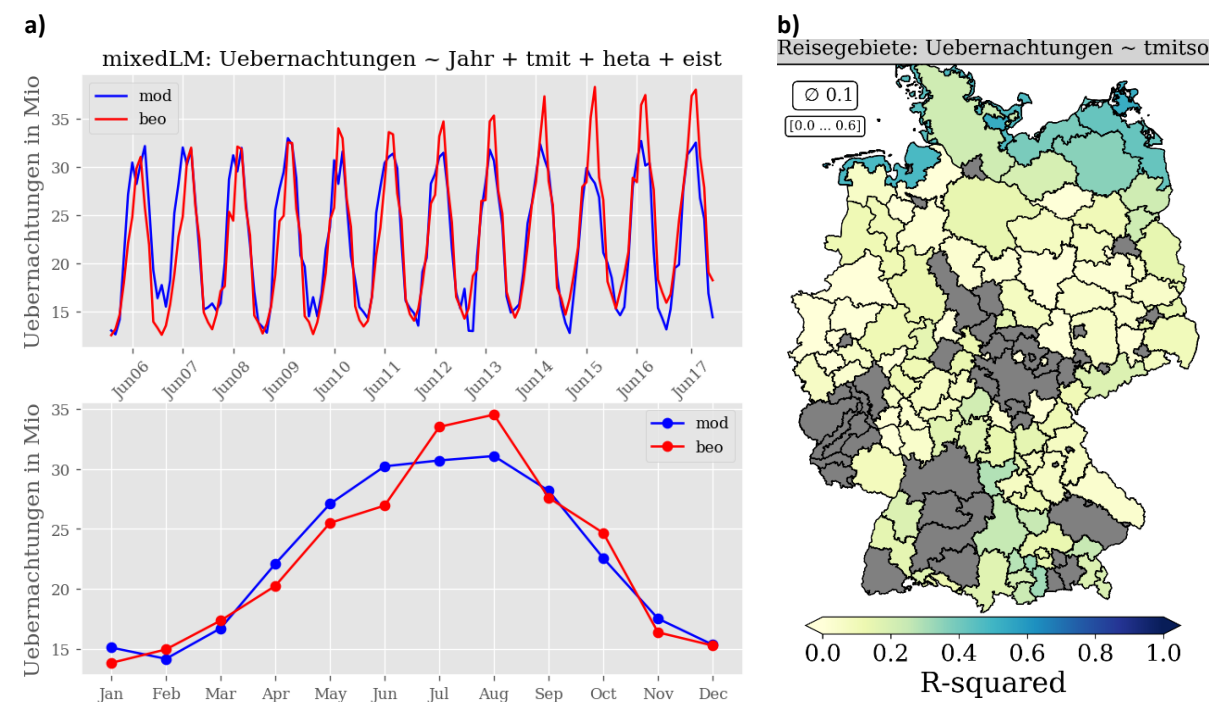 a)
mixedLM: Uebernachtungen ~ Jahr + tmit + heta + eist
Uebernachtungen in Mio
mod
beo
35
30
25
20
15
Jun06 Jun07 Jun08 Jun09 Jun10 Jun11 Jun12 Jun13 Jun14 Jun15 Jun16 Jun17
Uebernachtungen in Mio
mod
beo
35
30
25
20
15
Jan Feb Mar Apr May Jun Jul Aug Sep Oct Nov Dec
b)
Reisegebiete: Uebernachtungen ~ tmitso
∅ 0.1
[0.0 ... 0.6]
0.0 0.2 0.4 0.6 0.8 1.0
R-squared